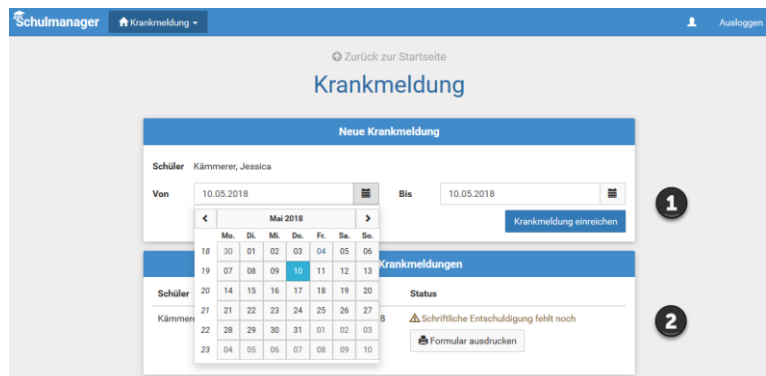 Schulmanager Krankmeldung Ausloggen
Zurück zur Startseite
Krankmeldung
Neue Krankmeldung
Schüler Kämmerer, Jessica
Von 10.05.2018 Bis 10.05.2018
Krankmeldung einreichen
1
Mai 2018
Mo. Di. Mi. Do. Fr. Sa. So.
18 30 01 02 03 04 05 06
19 07 08 09 10 11 12 13
20 14 15 16 17 18 19 20
21 21 22 23 24 25 26 27
22 28 29 30 31 01 02 03
23 04 05 06 07 08 09 10
Krankmeldungen
Schüler Status
Kämmere 8 Schriftliche Entschuldigung fehlt noch
Formular ausdrucken
2